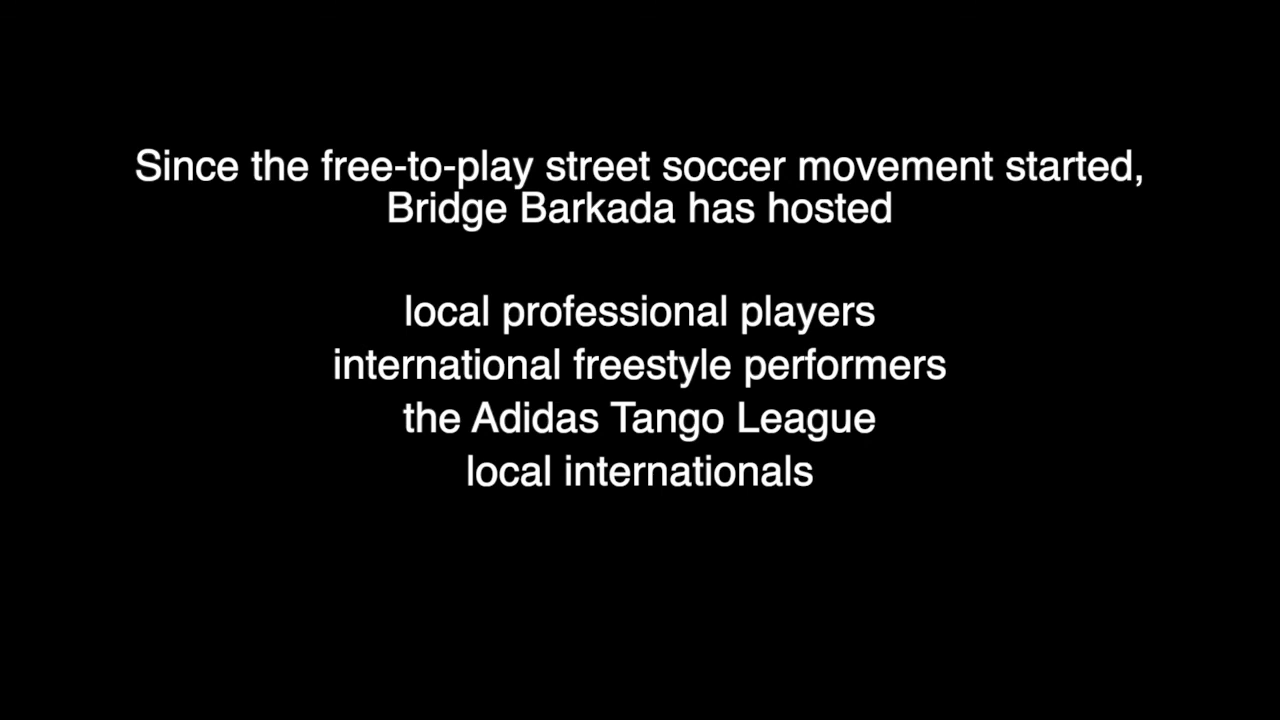 Since the free-to-play street soccer movement started,
Bridge Barkada has hosted
local professional players
international freestyle performers
the Adidas Tango League
local internationals